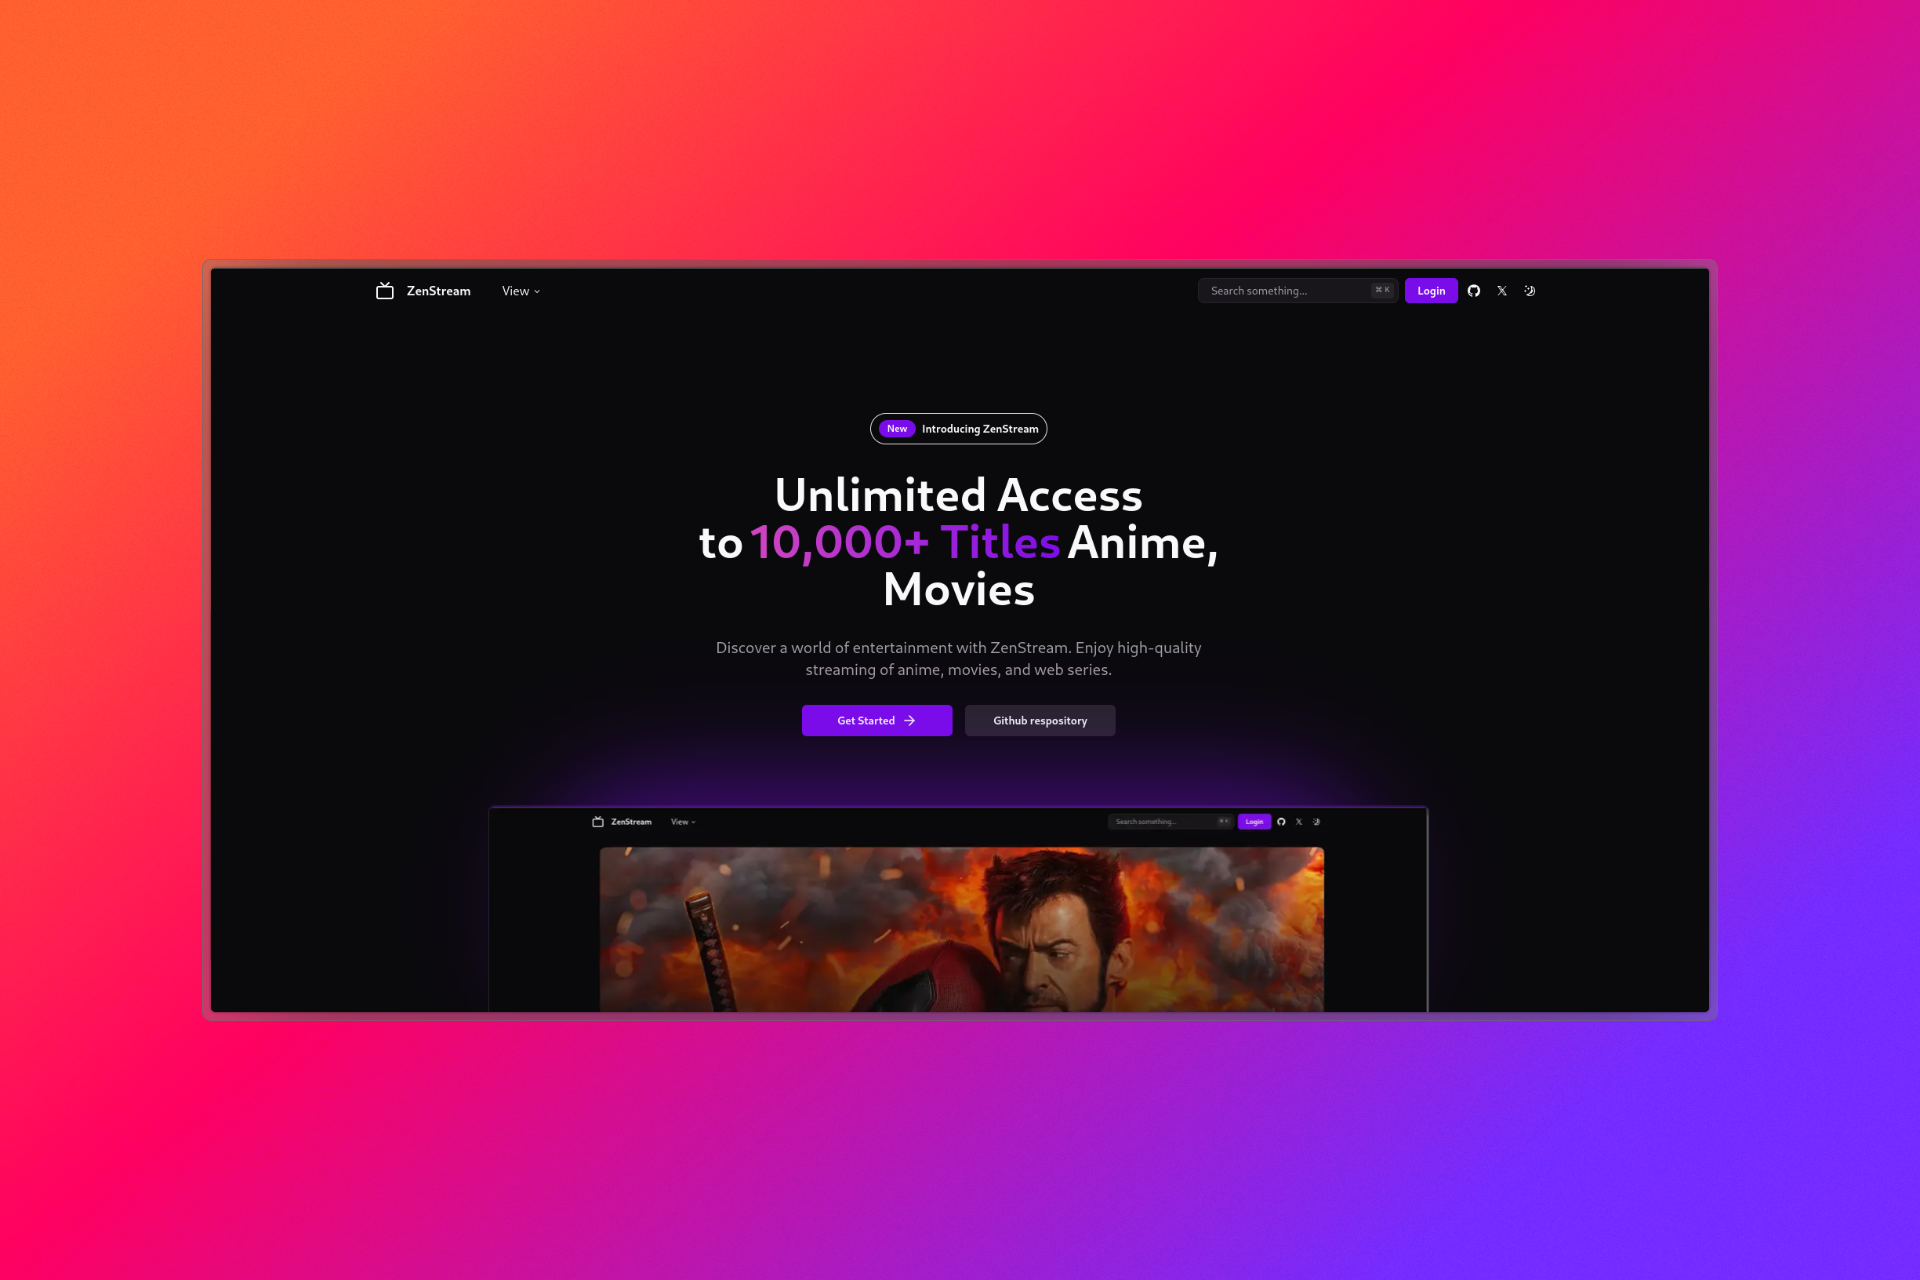 ZenStream View Search something... ⌘ K Login
New Introducing ZenStream
Unlimited Access
to 10,000+ Titles Anime,
Movies
Discover a world of entertainment with ZenStream. Enjoy high-quality
streaming of anime, movies, and web series.
Get Started Github respository
ZenStream View Search something... ⌘ K Login